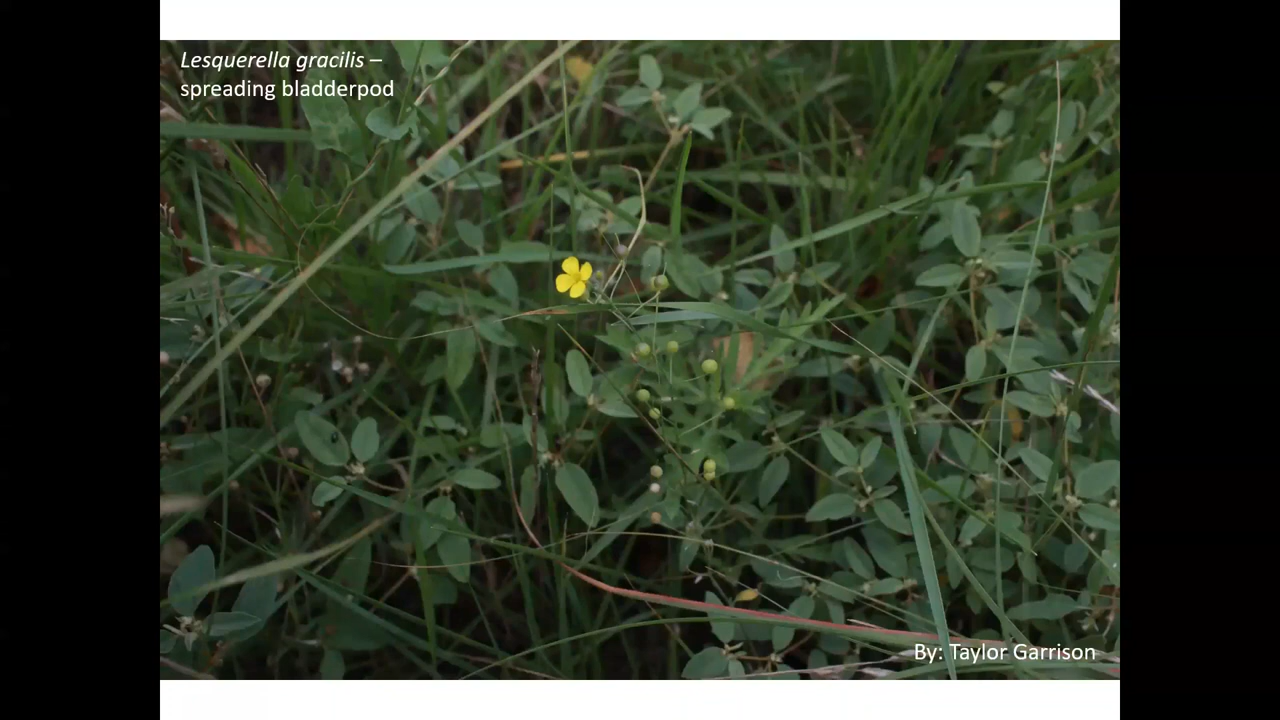 Lesquerella gracilis –
spreading bladderpod
By: Taylor Garrison